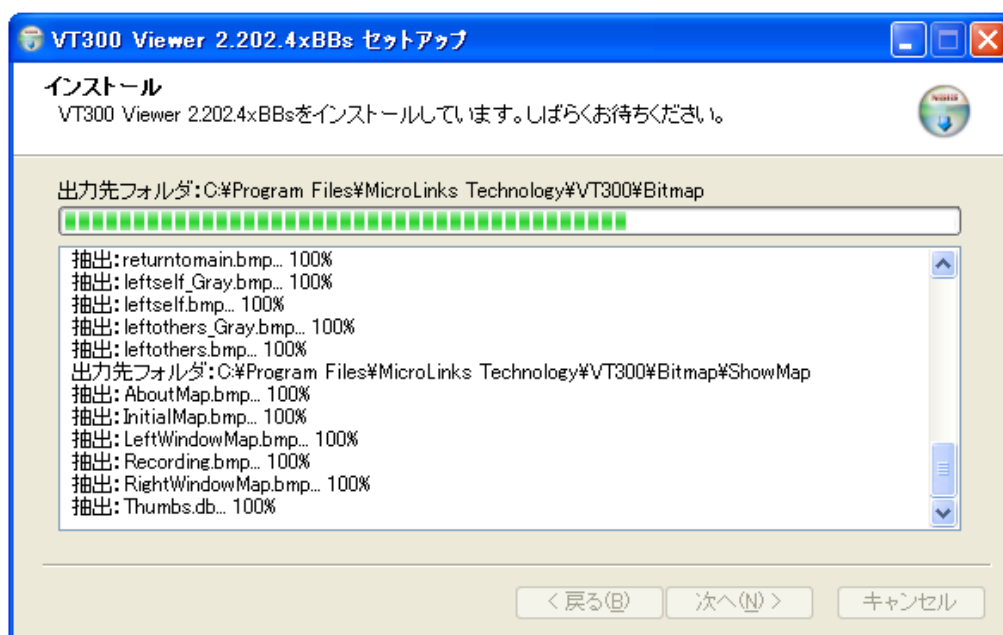 VT300 Viewer 2.202.4xBBs セットアップ
インストール
VT300 Viewer 2.202.4xBBsをインストールしています。しばらくお待ちください。
出力先フォルダ:C:¥Program Files¥MicroLinks Technology¥VT300¥Bitmap
抽出:returntomain.bmp... 100%
抽出:leftself_Gray.bmp... 100%
抽出:leftself.bmp... 100%
抽出:leftothers_Gray.bmp... 100%
抽出:leftothers.bmp... 100%
出力先フォルダ:C:¥Program Files¥MicroLinks Technology¥VT300¥Bitmap¥ShowMap
抽出:AboutMap.bmp... 100%
抽出:InitialMap.bmp... 100%
抽出:LeftWindowMap.bmp... 100%
抽出:Recording.bmp... 100%
抽出:RightWindowMap.bmp... 100%
抽出:Thumbs.db... 100%
< 戻る(B)
次へ(N) >
キャンセル